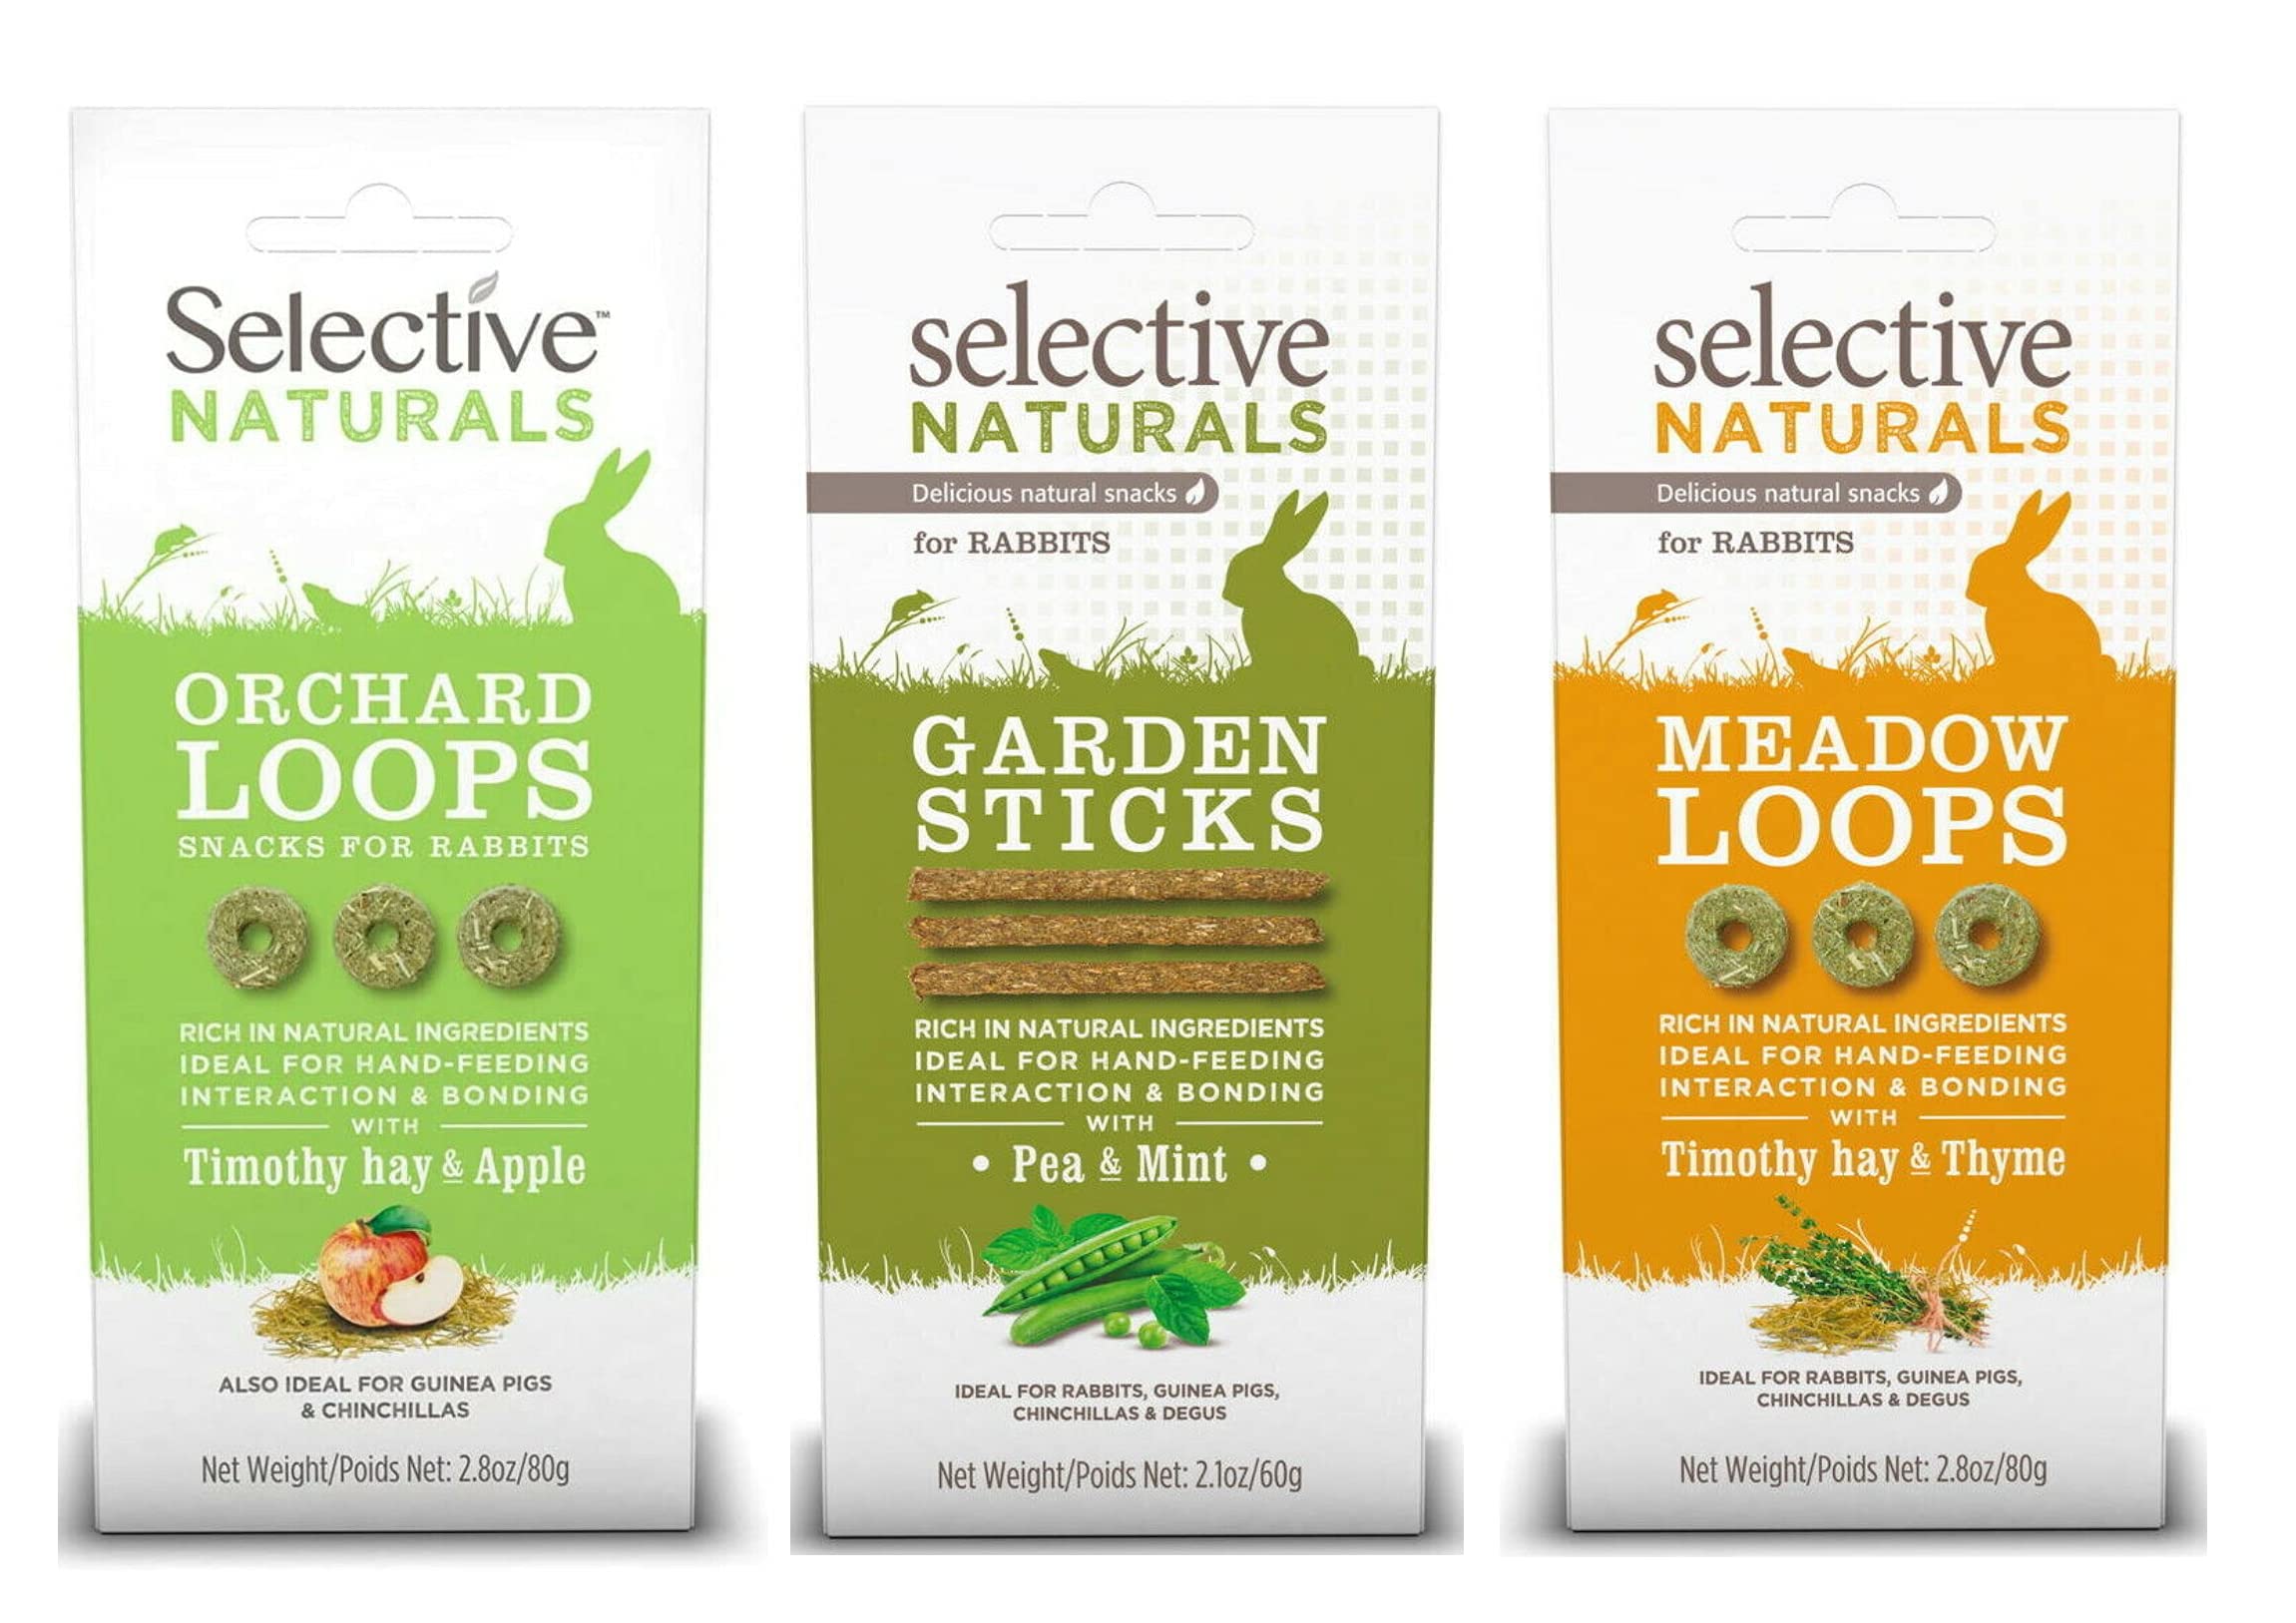 Selective™
NATURALS
ORCHARD
LOOPS
SNACKS FOR RABBITS
RICH IN NATURAL INGREDIENTS
IDEAL FOR HAND-FEEDING
INTERACTION & BONDING
WITH
Timothy hay & Apple
ALSO IDEAL FOR GUINEA PIGS
& CHINCHILLAS
Net Weight/Poids Net: 2.8oz/80g
selective
NATURALS
Delicious natural snacks
for RABBITS
GARDEN
STICKS
RICH IN NATURAL INGREDIENTS
IDEAL FOR HAND-FEEDING
INTERACTION & BONDING
WITH
• Pea & Mint •
IDEAL FOR RABBITS, GUINEA PIGS,
CHINCHILLAS & DEGUS
Net Weight/Poids Net: 2.1oz/60g
selective
NATURALS
Delicious natural snacks
for RABBITS
MEADOW
LOOPS
RICH IN NATURAL INGREDIENTS
IDEAL FOR HAND-FEEDING
INTERACTION & BONDING
WITH
Timothy hay & Thyme
IDEAL FOR RABBITS, GUINEA PIGS,
CHINCHILLAS & DEGUS
Net Weight/Poids Net: 2.8oz/80g